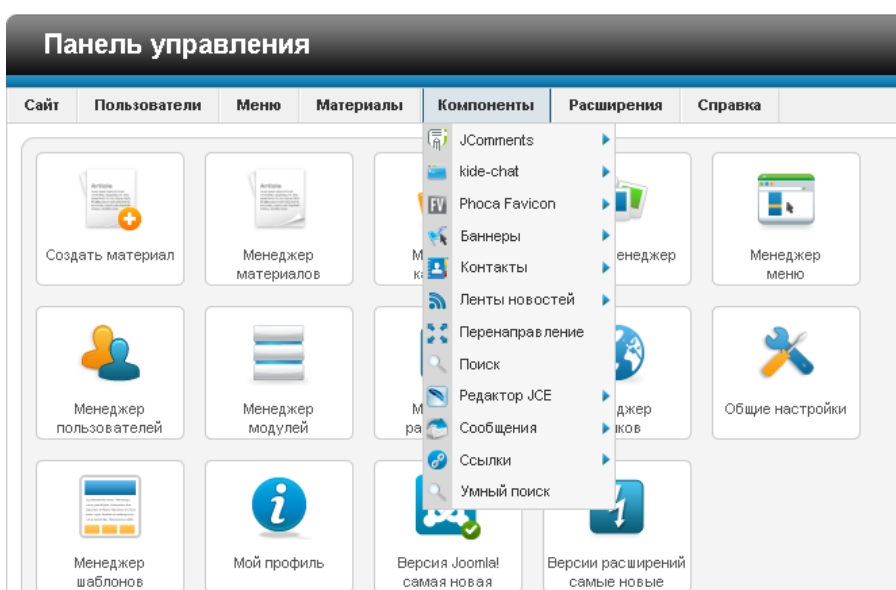 Панель управления
Сайт Пользователи Меню Материалы Компоненты Расширения Справка
JComments
kide-chat
Phoca Favicon
Баннеры
Контакты
Ленты новостей
Перенаправление
Поиск
Редактор JCE
Сообщения
Ссылки
Умный поиск
Создать материал
Менеджер
материалов
енеджер
Менеджер
меню
Менеджер
пользователей
Менеджер
модулей
Общие настройки
Менеджер
шаблонов
Мой профиль
Версия Joomla!
самая новая
Версии расширений
самые новые